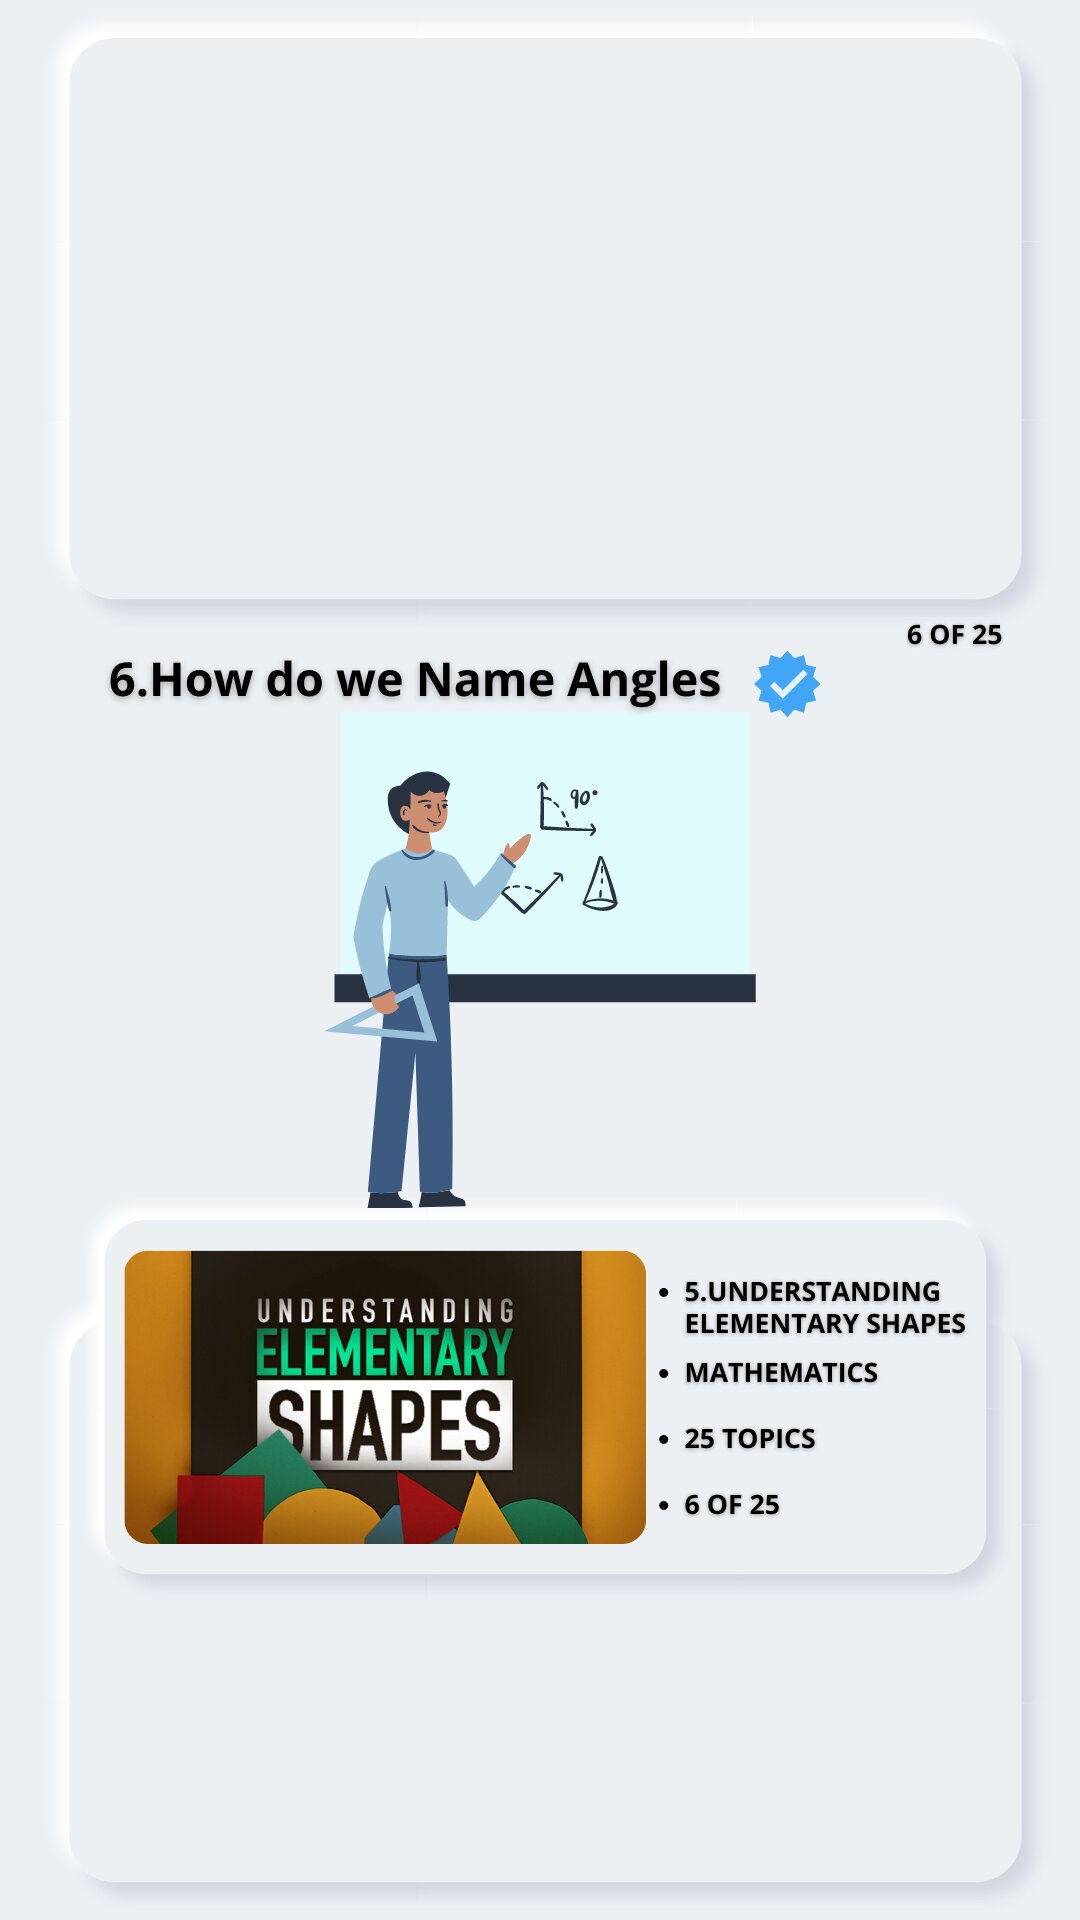 6 OF 25
6.How do we Name Angles
90°
UNDERSTANDING
ELEMENTARY
SHAPES
• 5.UNDERSTANDING
ELEMENTARY SHAPES
• MATHEMATICS
• 25 TOPICS
• 6 OF 25